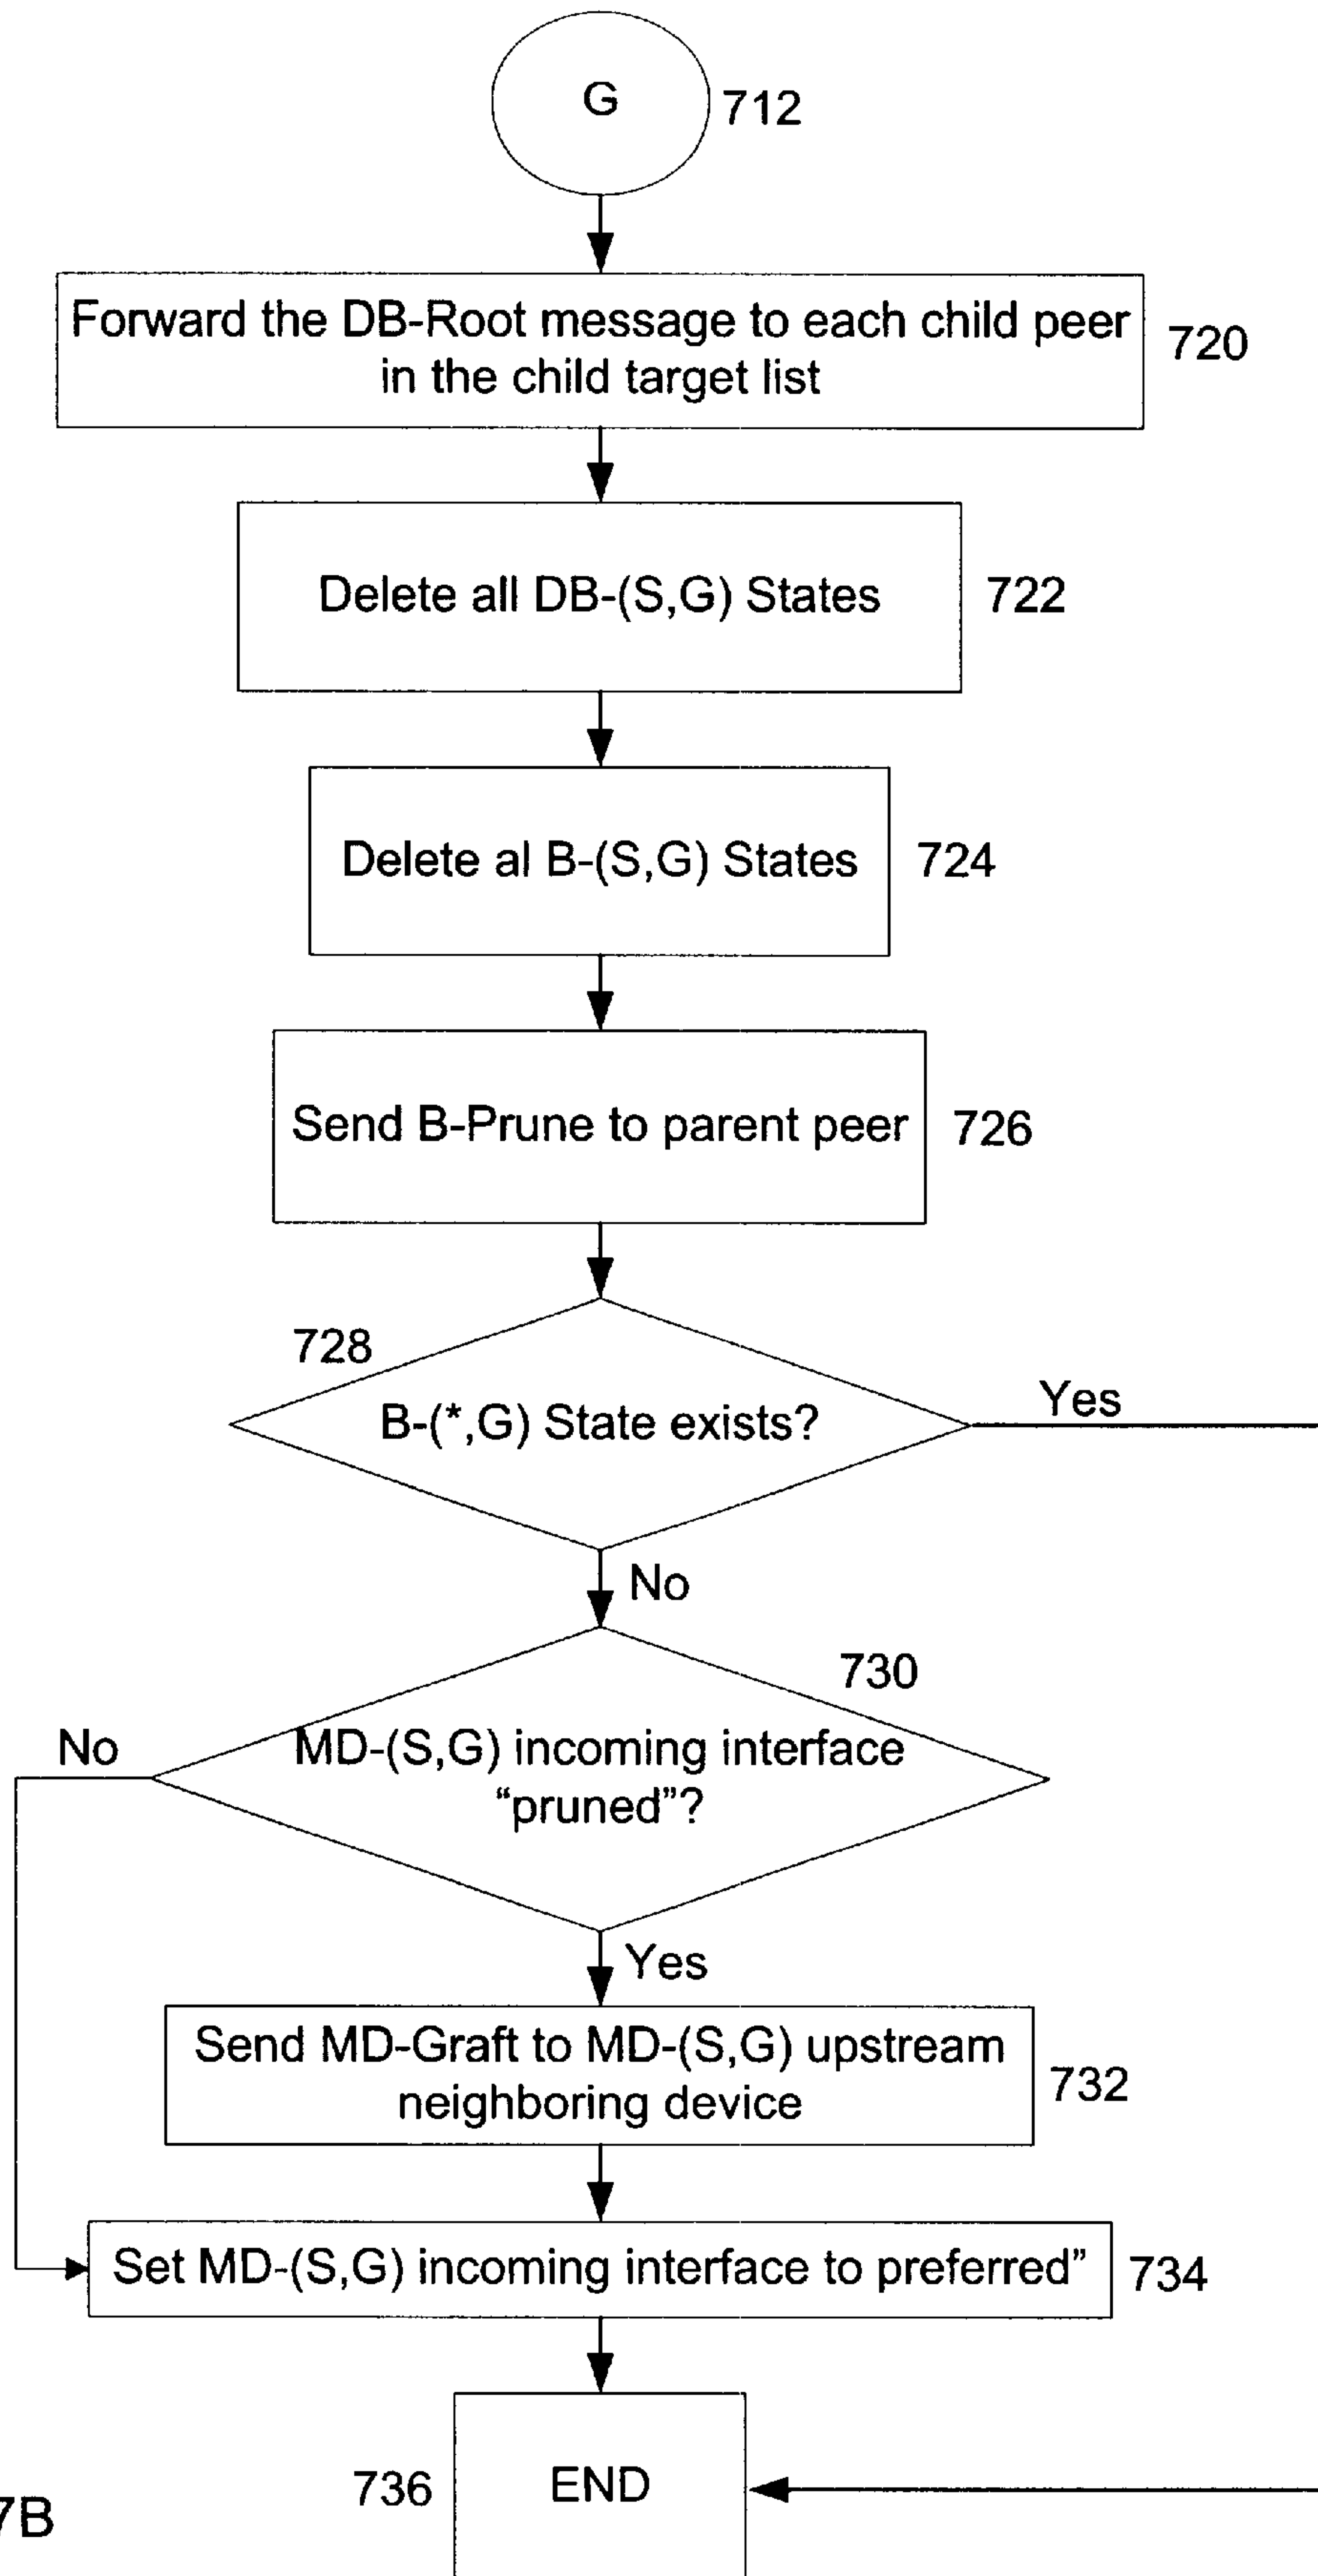 G
712
Forward the DB-Root message to each child peer
in the child target list
720
Delete all DB-(S,G) States
722
Delete al B-(S,G) States
724
Send B-Prune to parent peer
726
728
B-(*,G) State exists?
Yes
No
730
No
MD-(S,G) incoming interface
“pruned”?
Yes
Send MD-Graft to MD-(S,G) upstream
neighboring device
732
Set MD-(S,G) incoming interface to preferred”
734
736
END
7B